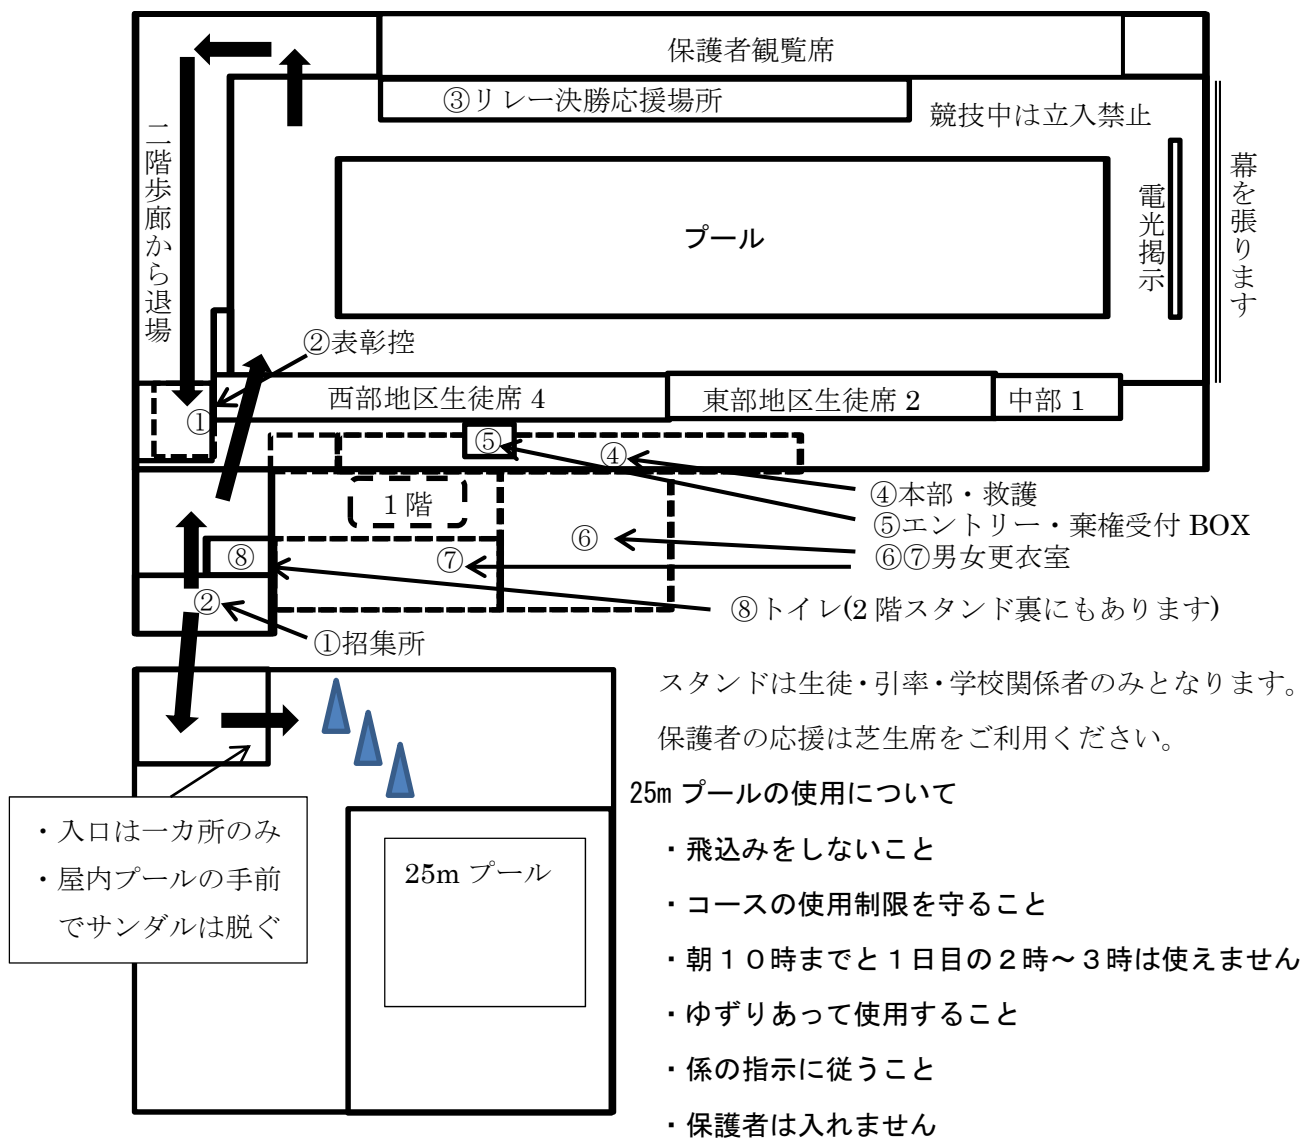 保護者観覧席
③リレー決勝応援場所
競技中は立入禁止
二階歩廊から退場
プール
電光掲示
幕を張ります
②表彰控
①
西部地区生徒席 4
東部地区生徒席 2
中部 1
⑤
④
1 階
④本部・救護
⑤エントリー・棄権受付 BOX
⑥
⑧
⑦
⑥⑦男女更衣室
②
⑧トイレ(2 階スタンド裏にもあります)
①招集所
スタンドは生徒・引率・学校関係者のみとなります。
保護者の応援は芝生席をご利用ください。
・入口は一カ所のみ
・屋内プールの手前
でサンダルは脱ぐ
25m プール
25m プールの使用について
・飛込みをしないこと
・コースの使用制限を守ること
・朝１０時までと１日目の２時～３時は使えません
・ゆずりあって使用すること
・係の指示に従うこと
・保護者は入れません